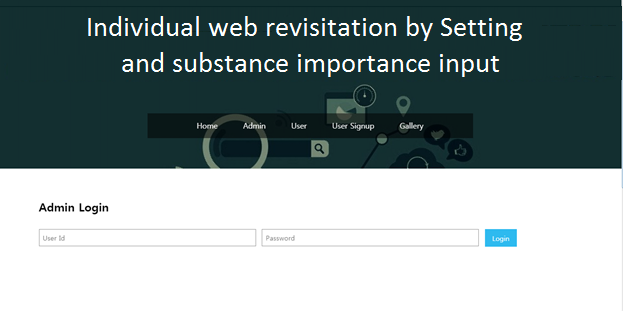 Individual web revisitation by Setting
and substance importance input
Home Admin User User Signup Gallery
Admin Login
User Id Password Login